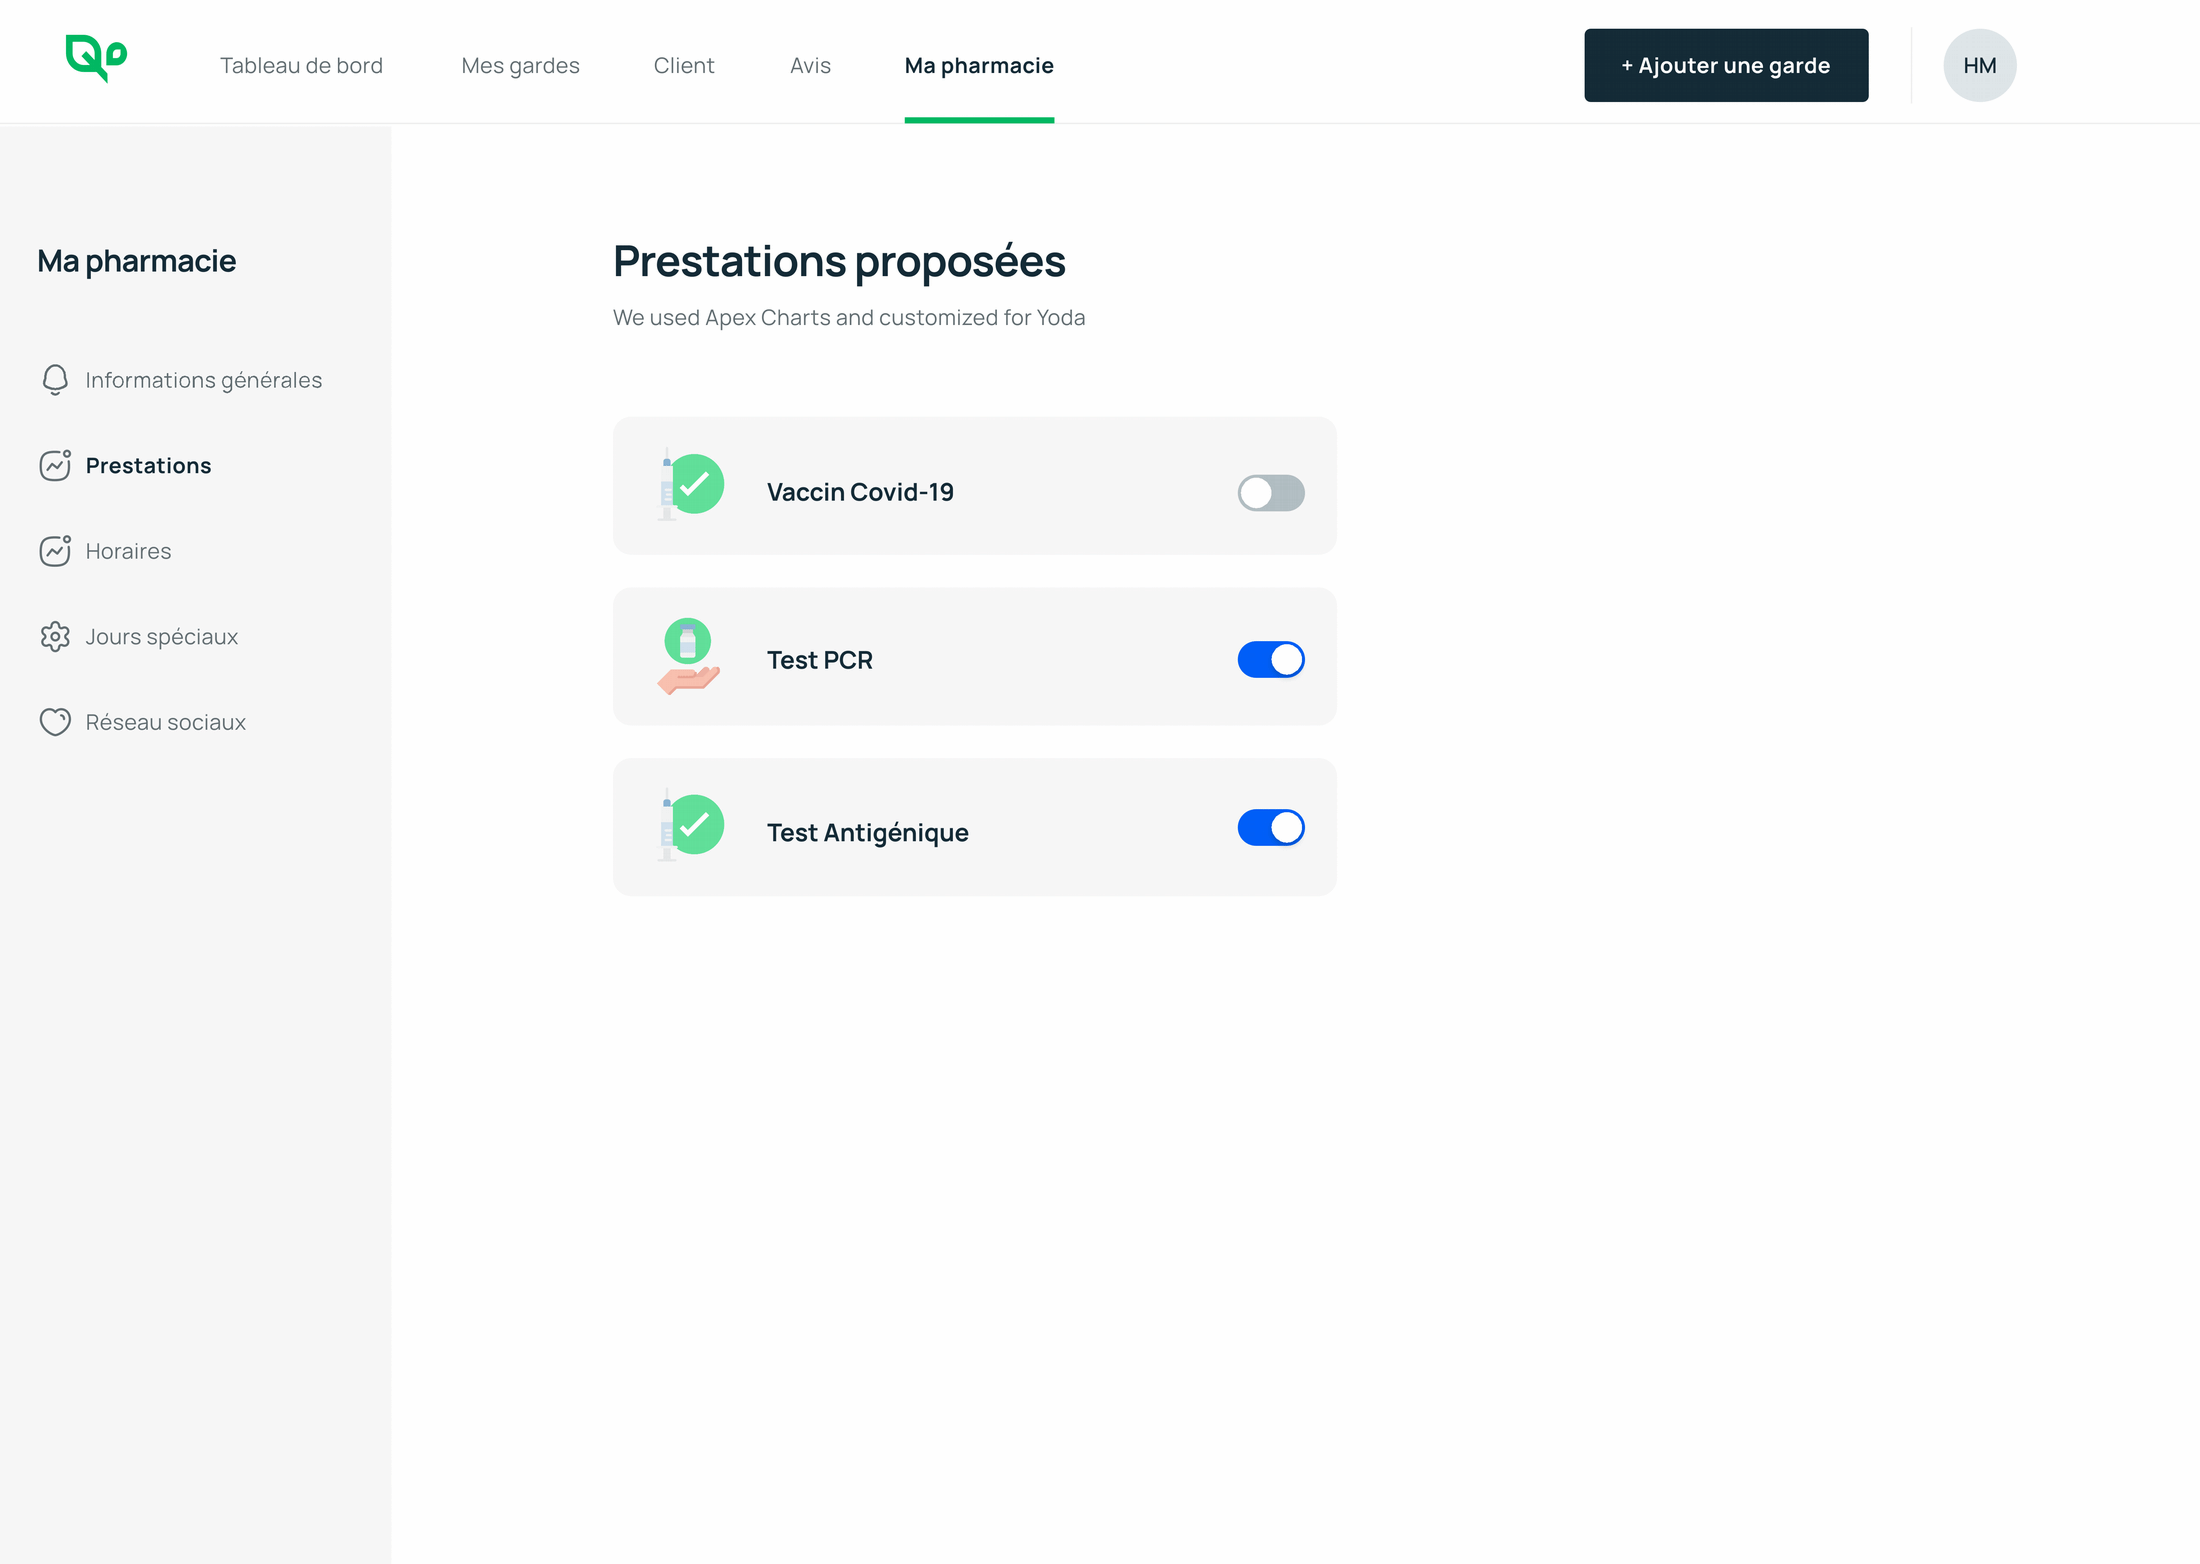 Tableau de bord
Mes gardes
Client
Avis
Ma pharmacie
+ Ajouter une garde
HM
Ma pharmacie
Informations générales
Prestations
Horaires
Jours spéciaux
Réseau sociaux
Prestations proposées
We used Apex Charts and customized for Yoda
Vaccin Covid-19
Test PCR
Test Antigénique